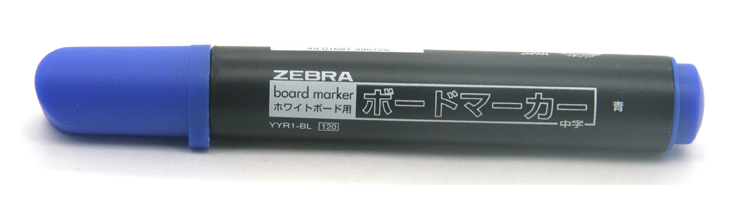 ZEBRA
board marker
ホワイトボード用
ボードマーカー
中字
青
YYR1-BL 120